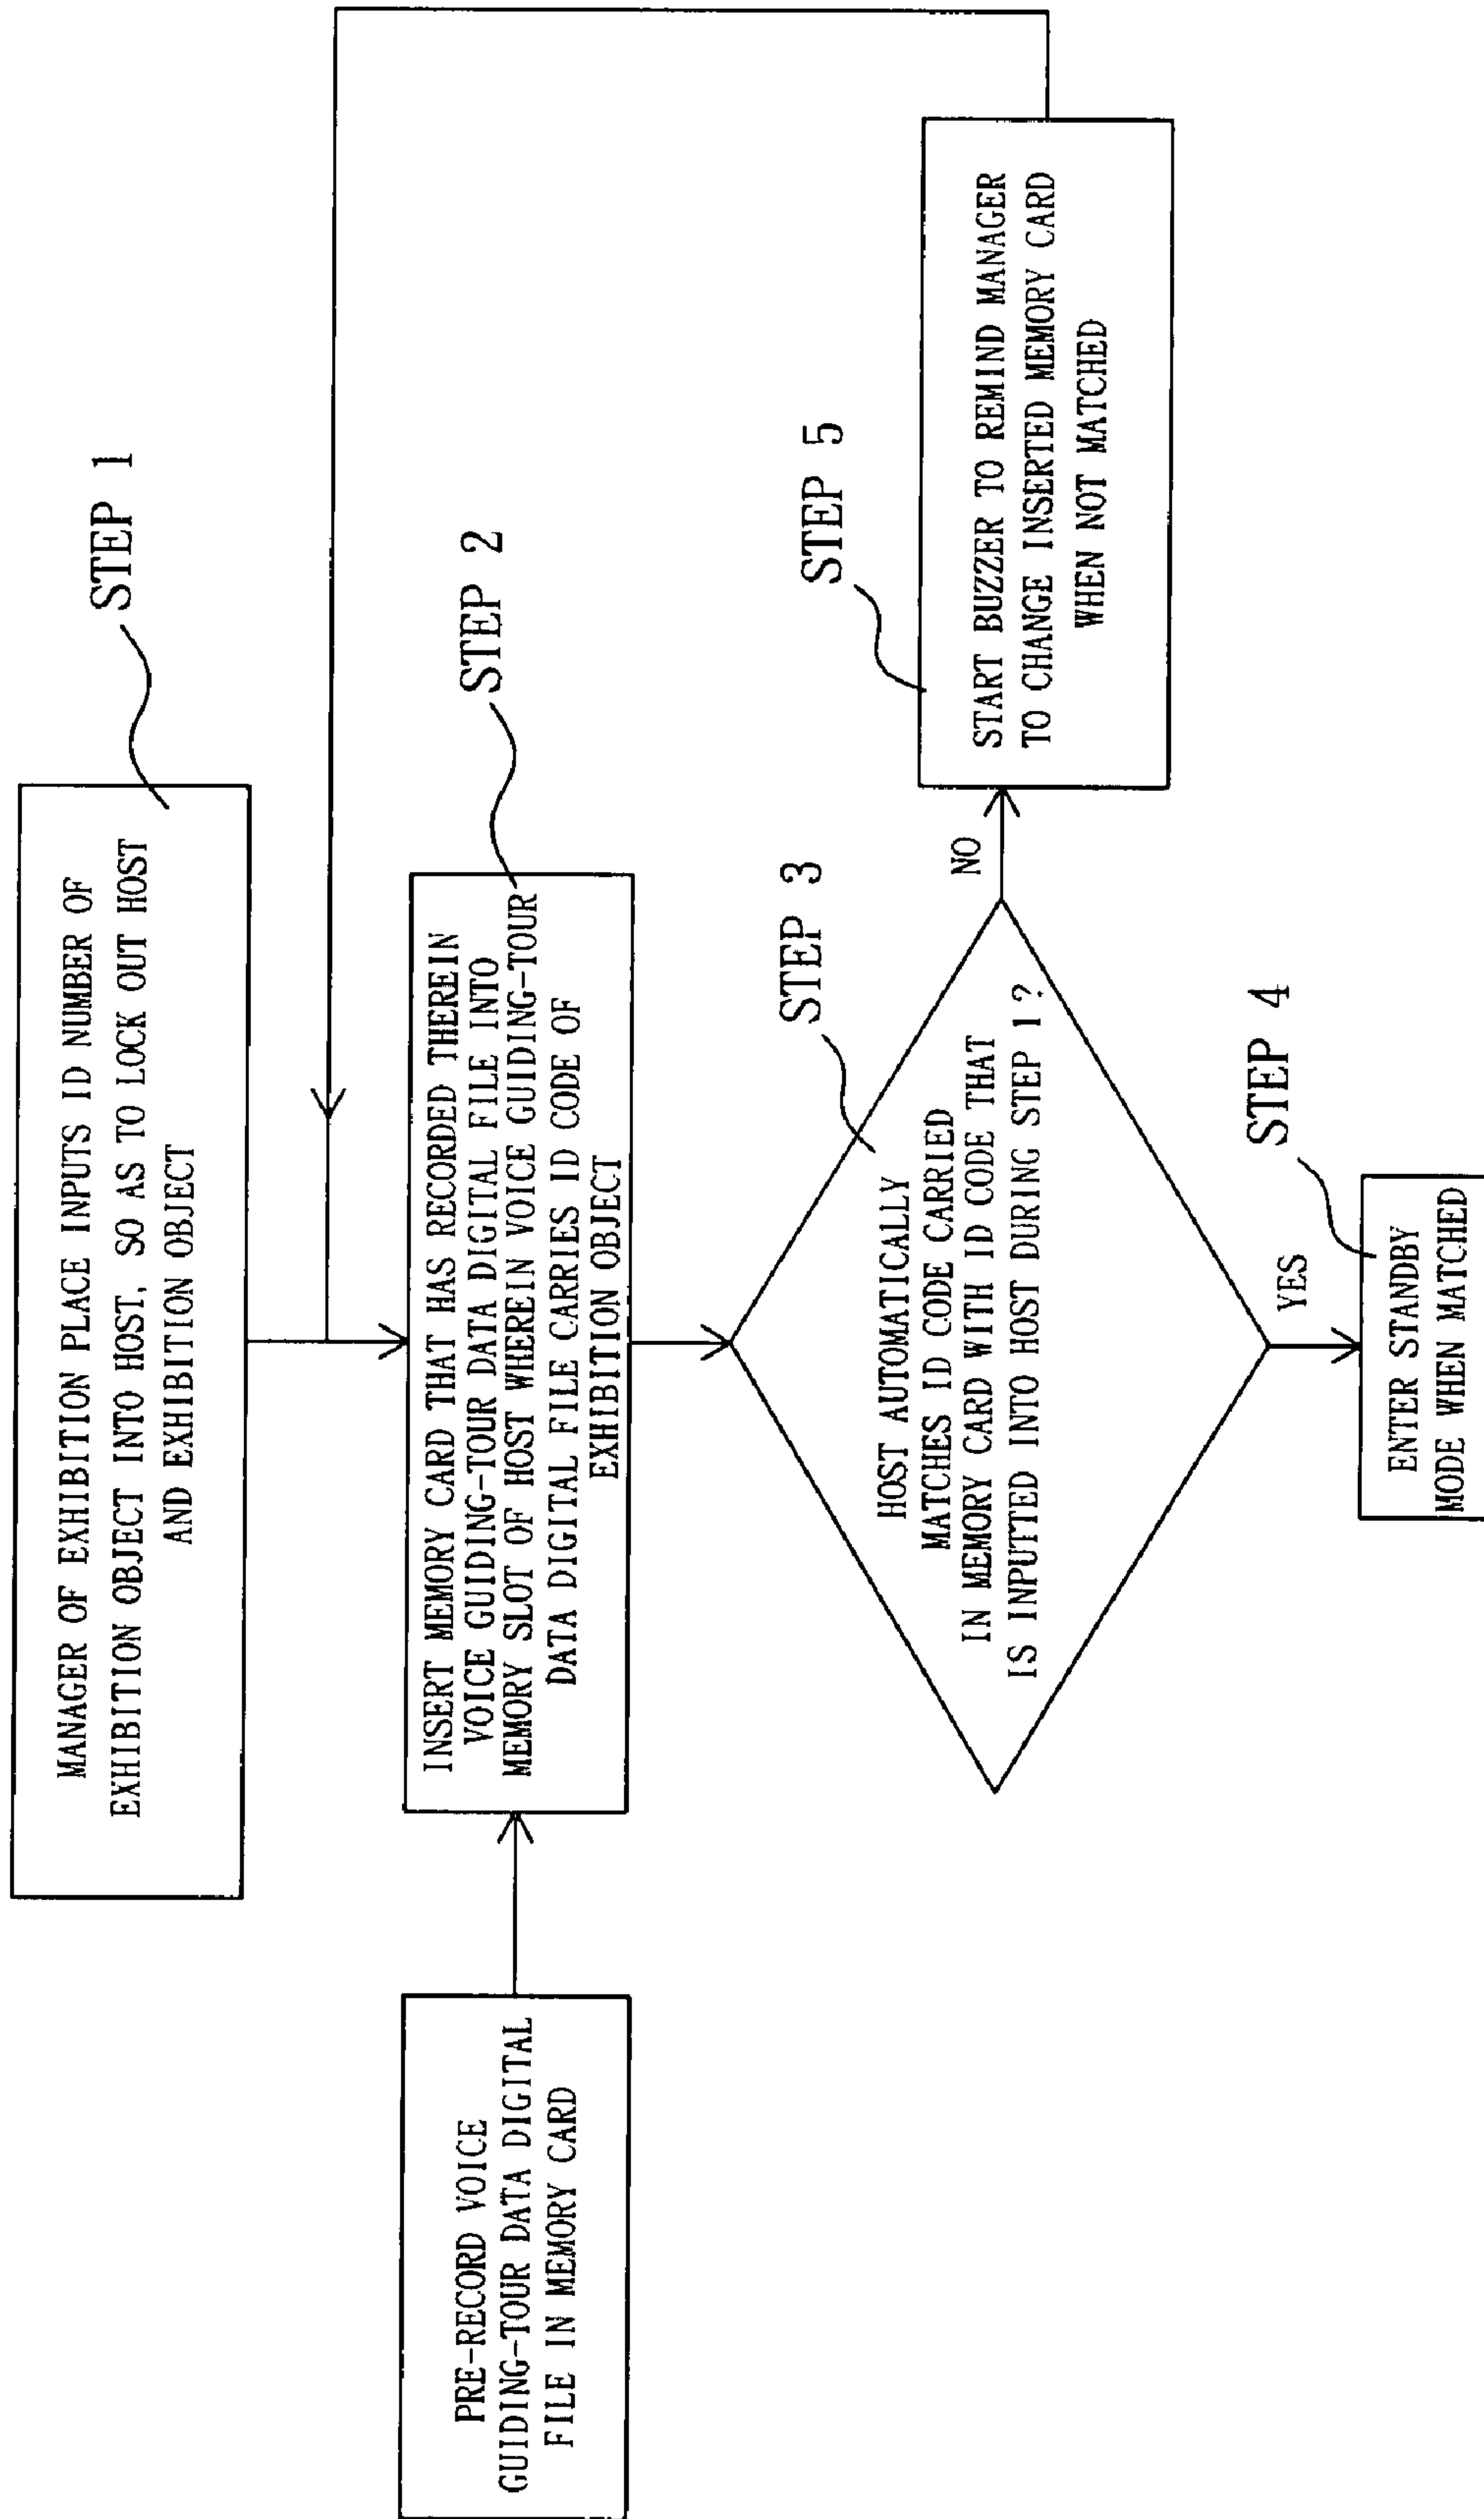 MANAGER OF EXHIBITION PLACE INPUTS ID NUMBER OF
EXHIBITION OBJECT INTO HOST, SO AS TO LOCK OUT HOST
AND EXHIBITION OBJECT
STEP 1
PRE-RECORD VOICE
GUIDING-TOUR DATA DIGITAL
FILE IN MEMORY CARD
INSERT MEMORY CARD THAT HAS RECORDED THEREIN
VOICE GUIDING-TOUR DATA DIGITAL FILE INTO
MEMORY SLOT OF HOST WHEREIN VOICE GUIDING-TOUR
DATA DIGITAL FILE CARRIES ID CODE OF
EXHIBITION OBJECT
STEP 2
HOST AUTOMATICALLY
MATCHES ID CODE CARRIED
IN MEMORY CARD WITH ID CODE THAT
IS INPUTTED INTO HOST DURING STEP 1?
STEP 3
NO
START BUZZER TO REMIND MANAGER
TO CHANGE INSERTED MEMORY CARD
WHEN NOT MATCHED
STEP 5
YES
ENTER STANDBY
MODE WHEN MATCHED
STEP 4